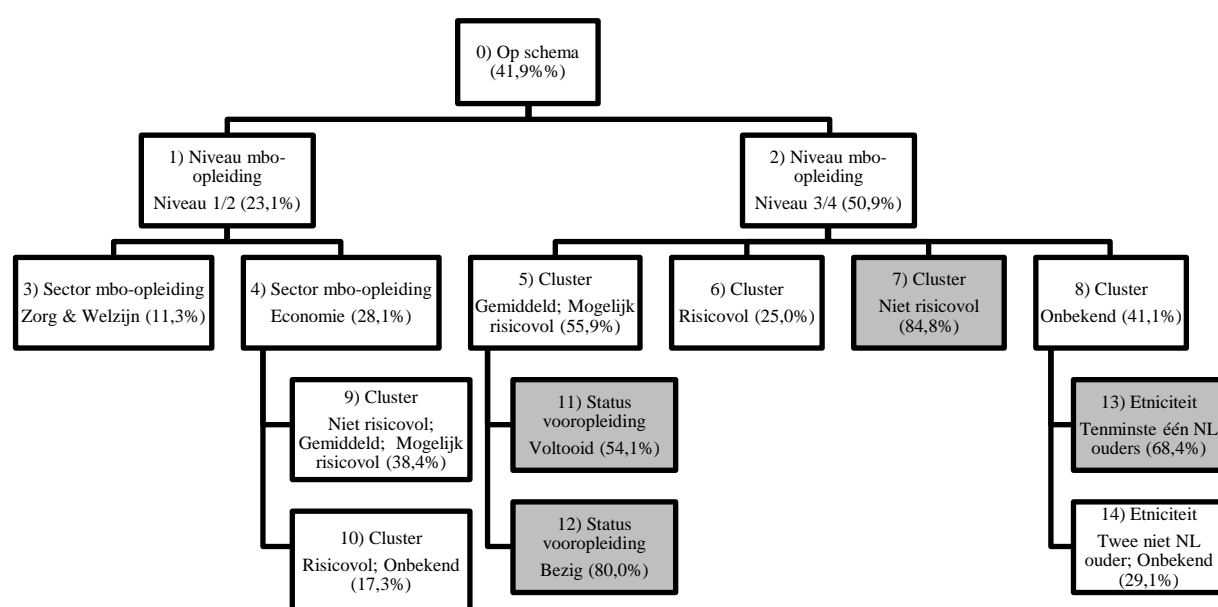 0) Op schema
(41,9%%)
1) Niveau mbo-
opleiding
Niveau 1/2 (23,1%)
2) Niveau mbo-
opleiding
Niveau 3/4 (50,9%)
3) Sector mbo-opleiding
Zorg & Welzijn (11,3%)
4) Sector mbo-opleiding
Economie (28,1%)
5) Cluster
Gemiddeld; Mogelijk
risicovol (55,9%)
6) Cluster
Risicovol (25,0%)
7) Cluster
Niet risicovol
(84,8%)
8) Cluster
Onbekend (41,1%)
9) Cluster
Niet risicovol;
Gemiddeld; Mogelijk
risicovol (38,4%)
10) Cluster
Risicovol; Onbekend
(17,3%)
11) Status
vooropleiding
Voltooid (54,1%)
12) Status
vooropleiding
Bezig (80,0%)
13) Etniciteit
Tenminste één NL
ouders (68,4%)
14) Etniciteit
Twee niet NL
ouder; Onbekend
(29,1%)